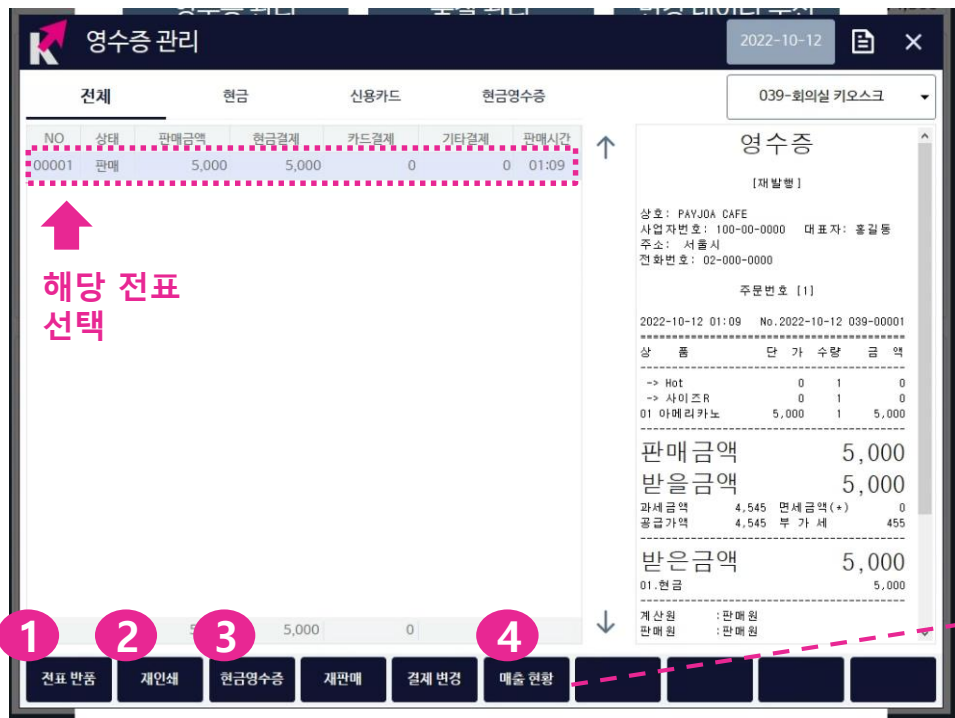 영수증 관리
2022-10-12
전체 현금 신용카드 현금영수증
039-회의실 키오스크
NO 상태 판매금액 현금결제 카드결제 기타결제 판매시간
00001 판매 5,000 5,000 0 0 01:09
해당 전표
선택
영수증
[재발행]
상호: PAYJOA CAFE
사업자번호: 100-00-0000 대표자: 홍길동
주소: 서울시
전화번호: 02-000-0000
주문번호 [1]
2022-10-12 01:09 No.2022-10-12 039-00001
상 품 단 가 수량 금 액
-> Hot 0 1 0
-> 사이즈R 0 1 0
01 아메리카노 5,000 1 5,000
판매금액 5,000
받을금액 5,000
과세금액 4,545 면세금액(*) 0
공급가액 4,545 부 가 세 455
받은금액 5,000
01.현금 5,000
계산원 :판매원
판매원 :판매원
5,000 0
1 2 3 4
전표 반품 재인쇄 현금영수증 재판매 결제 변경 매출 현황